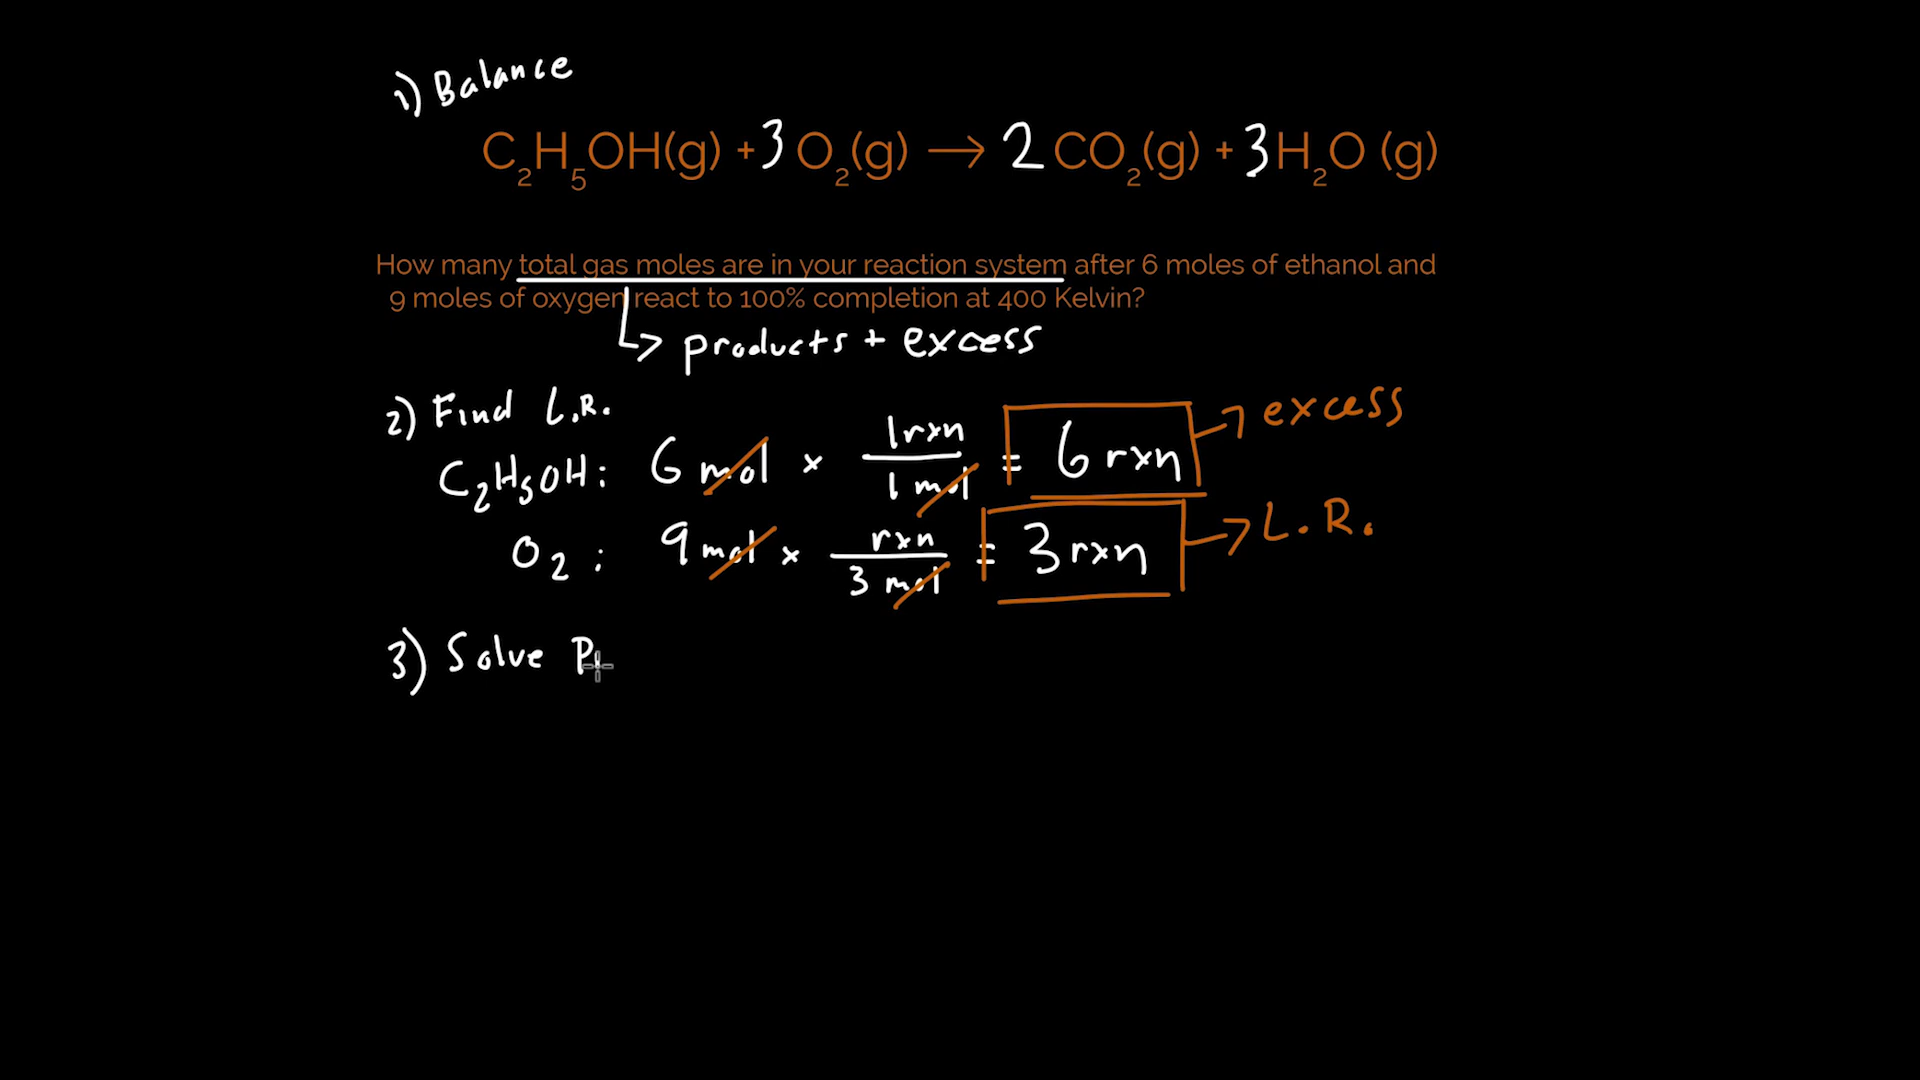 1) Balance
C₂H₅OH(g) + 3 O₂(g) → 2 CO₂(g) + 3 H₂O (g)
How many total gas moles are in your reaction system after 6 moles of ethanol and
9 moles of oxygen react to 100% completion at 400 Kelvin?
↳ products + excess
2) Find L.R.
C₂H₅OH: 6 mol × 1 rxn / 1 mol = 6 rxn → excess
O₂: 9 mol × rxn / 3 mol = 3 rxn → L.R.
3) Solve P